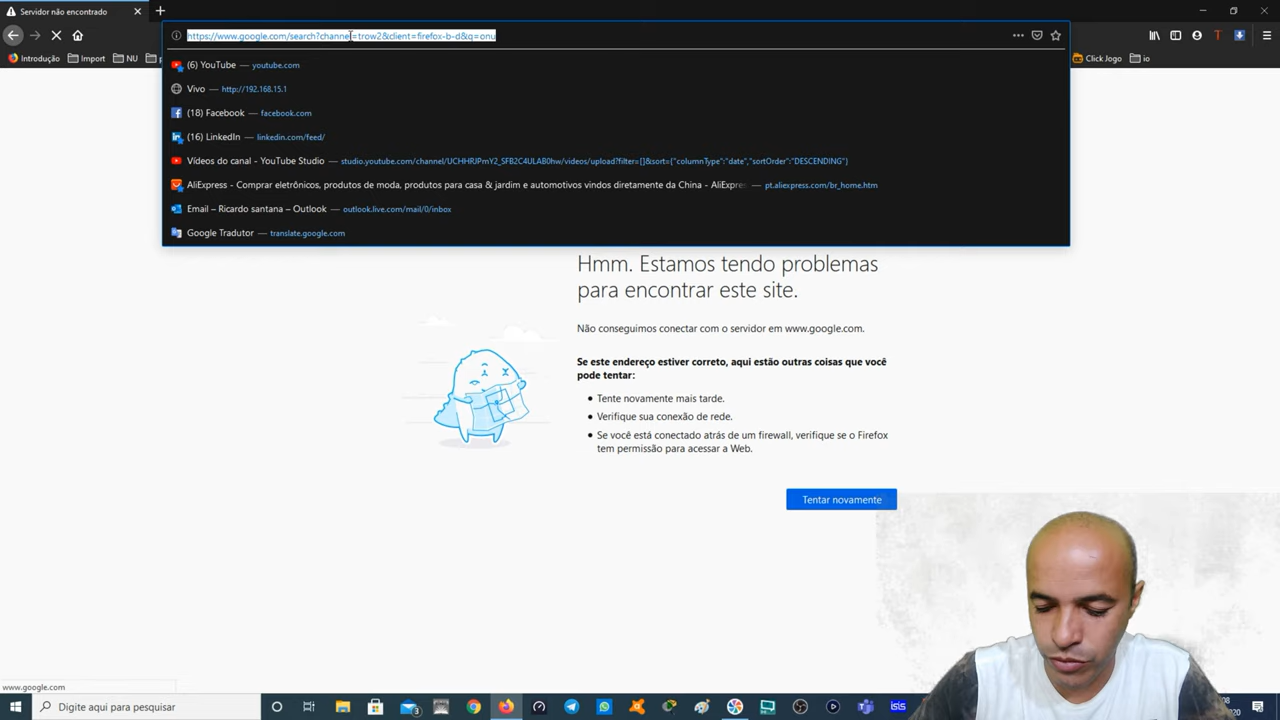 Servidor não encontrado
https://www.google.com/search?channel=trow2&client=firefox-b-d&q=onu
Introdução
Import
NU
Click Jogo
io
(6) YouTube — youtube.com
Vivo — http://192.168.15.1
(18) Facebook — facebook.com
(16) LinkedIn — linkedin.com/feed/
Vídeos do canal - YouTube Studio — studio.youtube.com/channel/UCHHRJPmY2_SFB2C4ULAB0hw/videos/upload?filter=[]&sort={"columnType":"date","sortOrder":"DESCENDING"}
AliExpress - Comprar eletrônicos, produtos de moda, produtos para casa & jardim e automotivos vindos diretamente da China - AliExpre — pt.aliexpress.com/br_home.htm
Email – Ricardo santana – Outlook — outlook.live.com/mail/0/inbox
Google Tradutor — translate.google.com
Hmm. Estamos tendo problemas
para encontrar este site.
Não conseguimos conectar com o servidor em www.google.com.
Se este endereço estiver correto, aqui estão outras coisas que você
pode tentar:
Tente novamente mais tarde.
Verifique sua conexão de rede.
Se você está conectado atrás de um firewall, verifique se o Firefox
tem permissão para acessar a Web.
Tentar novamente
www.google.com
Digite aqui para pesquisar